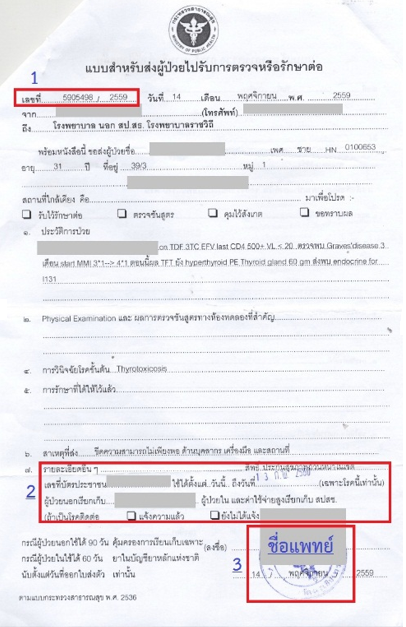 1
แบบสำหรับส่งผู้ป่วยไปรับการตรวจหรือรักษาต่อ
เลขที่ 5905498 / 2559 วันที่ 14 เดือน พฤศจิกายน พ.ศ. 2559
จาก (โทรศัพท์)
ถึง โรงพยาบาล นอก สป.สธ. โรงพยาบาลราชวิถี
พร้อมหนังสือนี้ ขอส่งผู้ป่วยชื่อ เพศ ชาย HN 0100653
อายุ 31 ปี ที่อยู่ 39/3 หมู่ 1
สถานที่ใกล้เคียง คือ มาเพื่อโปรด :-
รับไว้รักษาต่อ ตรวจชันสูตร คุมไว้สังเกต ขอทราบผล
๑. ประวัติการป่วย
on TDF 3TC EFV last CD4 500+ VL < 20 ตรวจพบ Graves'disease 3
เดือน start MMI 3*1--> 4*1 ตอนนี้ผล TFT ยัง hyperthyroid PE Thyroid gland 60 gm ส่งพบ endocrine for
I131
๒. Physical Examination และ ผลการตรวจชันสูตรทางห้องทดลองที่สำคัญ
๔. การวินิจฉัยโรคขั้นต้น Thyrotoxicosis
๕. การรักษาที่ได้ให้ไว้แล้ว
๖. สาเหตุที่ส่ง ขีดความสามารถไม่เพียงพอ ด้านบุคลากร เครื่องมือ และสถานที่
๗. รายละเอียดอื่น ๆ สิทธิ
2
เลขที่บัตรประชาชน ใช้ได้ตั้งแต่ วันนี้ ถึงวันที่ (เฉพาะโรคนี้เท่านั้น)
ผู้ป่วยนอกเรียกเก็บ ผู้ป่วยใน และค่าใช้จ่ายสูงเรียกเก็บ สปสช.
(ถ้าเป็นโรคติดต่อ แจ้งความแล้ว ยังไม่ได้แจ้ง
กรณีผู้ป่วยนอกใช้ได้ 90 วัน คุ้มครองการเรียกเก็บเฉพาะ (ลงชื่อ) ชื่อแพทย์
กรณีผู้ป่วยในใช้ได้ 60 วัน ยาในบัญชียาหลักแห่งชาติ
3
นับตั้งแต่วันที่ออกใบส่งตัว เท่านั้น 14 / พฤศจิกายน 2559
ตามแบบกระทรวงสาธารณสุข พ.ศ. 2536